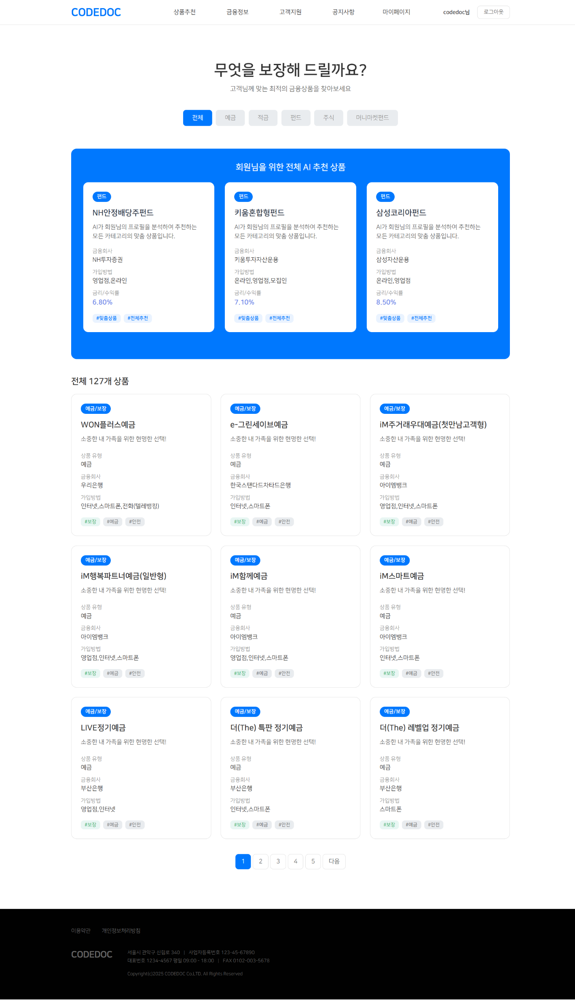 CODEDOC 상품추천 금융정보 고객지원 공지사항 마이페이지 codedoc님 로그아웃
무엇을 보장해 드릴까요?
고객님께 맞는 최적의 금융상품을 찾아보세요
전체 예금 적금 펀드 주식 머니마켓펀드
회원님을 위한 전체 AI 추천 상품
펀드
NH안정배당주펀드
AI가 회원님의 프로필을 분석하여 추천하는
모든 카테고리의 맞춤 상품입니다.
금융회사
NH투자증권
가입방법
영업점,온라인
금리/수익률
6.80%
#맞춤상품 #전체추천
펀드
키움혼합형펀드
AI가 회원님의 프로필을 분석하여 추천하는
모든 카테고리의 맞춤 상품입니다.
금융회사
키움투자자산운용
가입방법
온라인,영업점,모집인
금리/수익률
7.10%
#맞춤상품 #전체추천
펀드
삼성코리아펀드
AI가 회원님의 프로필을 분석하여 추천하는
모든 카테고리의 맞춤 상품입니다.
금융회사
삼성자산운용
가입방법
온라인,영업점
금리/수익률
8.50%
#맞춤상품 #전체추천
전체 127개 상품
예금/보장
WON플러스예금
소중한 내 가족을 위한 현명한 선택!
상품 유형
예금
금융회사
우리은행
가입방법
인터넷,스마트폰,전화(텔레뱅킹)
#보장 #예금 #안전
예금/보장
e-그린세이브예금
소중한 내 가족을 위한 현명한 선택!
상품 유형
예금
금융회사
한국스탠다드차타드은행
가입방법
인터넷,스마트폰
#보장 #예금 #안전
예금/보장
iM주거래우대예금(첫만남고객형)
소중한 내 가족을 위한 현명한 선택!
상품 유형
예금
금융회사
아이엠뱅크
가입방법
영업점,인터넷,스마트폰
#보장 #예금 #안전
예금/보장
iM행복파트너예금(일반형)
소중한 내 가족을 위한 현명한 선택!
상품 유형
예금
금융회사
아이엠뱅크
가입방법
영업점,인터넷,스마트폰
#보장 #예금 #안전
예금/보장
iM함께예금
소중한 내 가족을 위한 현명한 선택!
상품 유형
예금
금융회사
아이엠뱅크
가입방법
영업점,인터넷,스마트폰
#보장 #예금 #안전
예금/보장
iM스마트예금
소중한 내 가족을 위한 현명한 선택!
상품 유형
예금
금융회사
아이엠뱅크
가입방법
인터넷,스마트폰
#보장 #예금 #안전
예금/보장
LIVE정기예금
소중한 내 가족을 위한 현명한 선택!
상품 유형
예금
금융회사
부산은행
가입방법
영업점,인터넷
#보장 #예금 #안전
예금/보장
더(The) 특판 정기예금
소중한 내 가족을 위한 현명한 선택!
상품 유형
예금
금융회사
부산은행
가입방법
인터넷,스마트폰
#보장 #예금 #안전
예금/보장
더(The) 레벨업 정기예금
소중한 내 가족을 위한 현명한 선택!
상품 유형
예금
금융회사
부산은행
가입방법
스마트폰
#보장 #예금 #안전
1 2 3 4 5 다음
이용약관 개인정보처리방침
CODEDOC
서울시 관악구 신림로 340 | 사업자등록번호 123-45-67890
대표번호 1234-4567 평일 09:00 - 18:00 | FAX 0102-003-5678
Copyright(c)2025 CODEDOC Co,LTD. All Rights Reserved